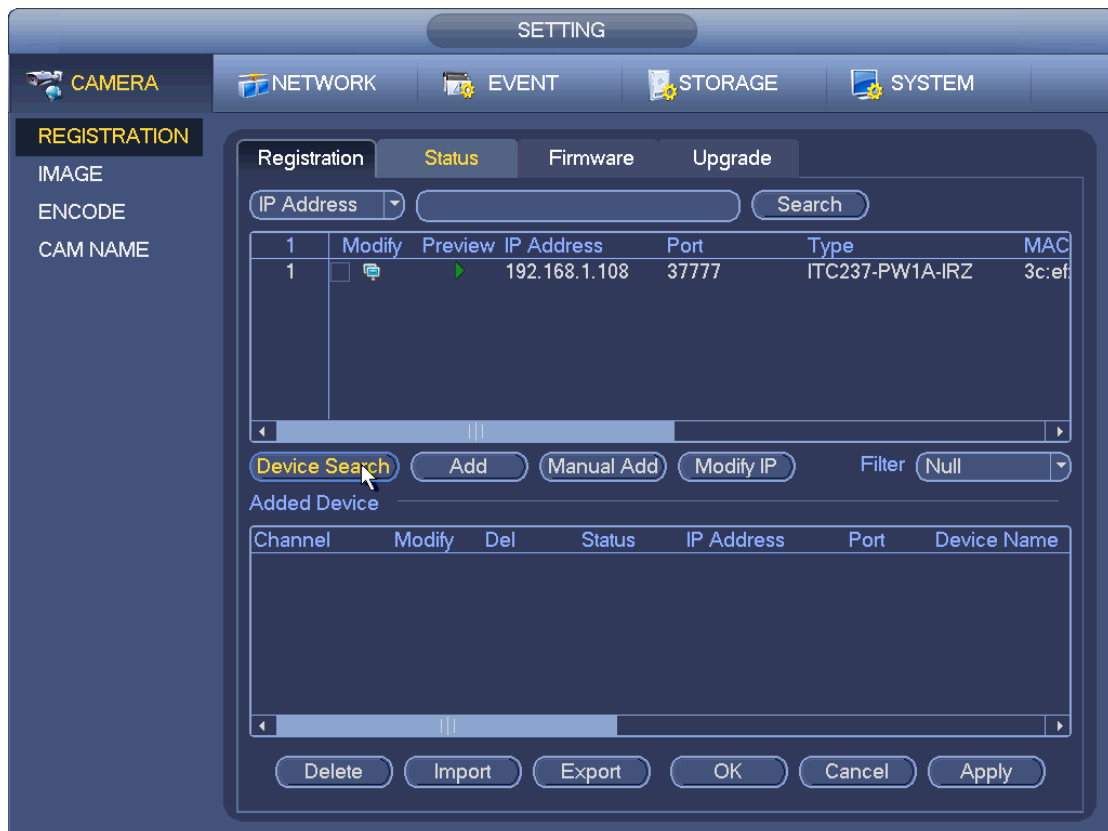 SETTING
CAMERA NETWORK EVENT STORAGE SYSTEM
REGISTRATION
IMAGE
ENCODE
CAM NAME
Registration Status Firmware Upgrade
IP Address Search
1 Modify Preview IP Address Port Type MAC
1 192.168.1.108 37777 ITC237-PW1A-IRZ 3c:ef:
Device Search Add Manual Add Modify IP Filter Null
Added Device
Channel Modify Del Status IP Address Port Device Name
Delete Import Export OK Cancel Apply